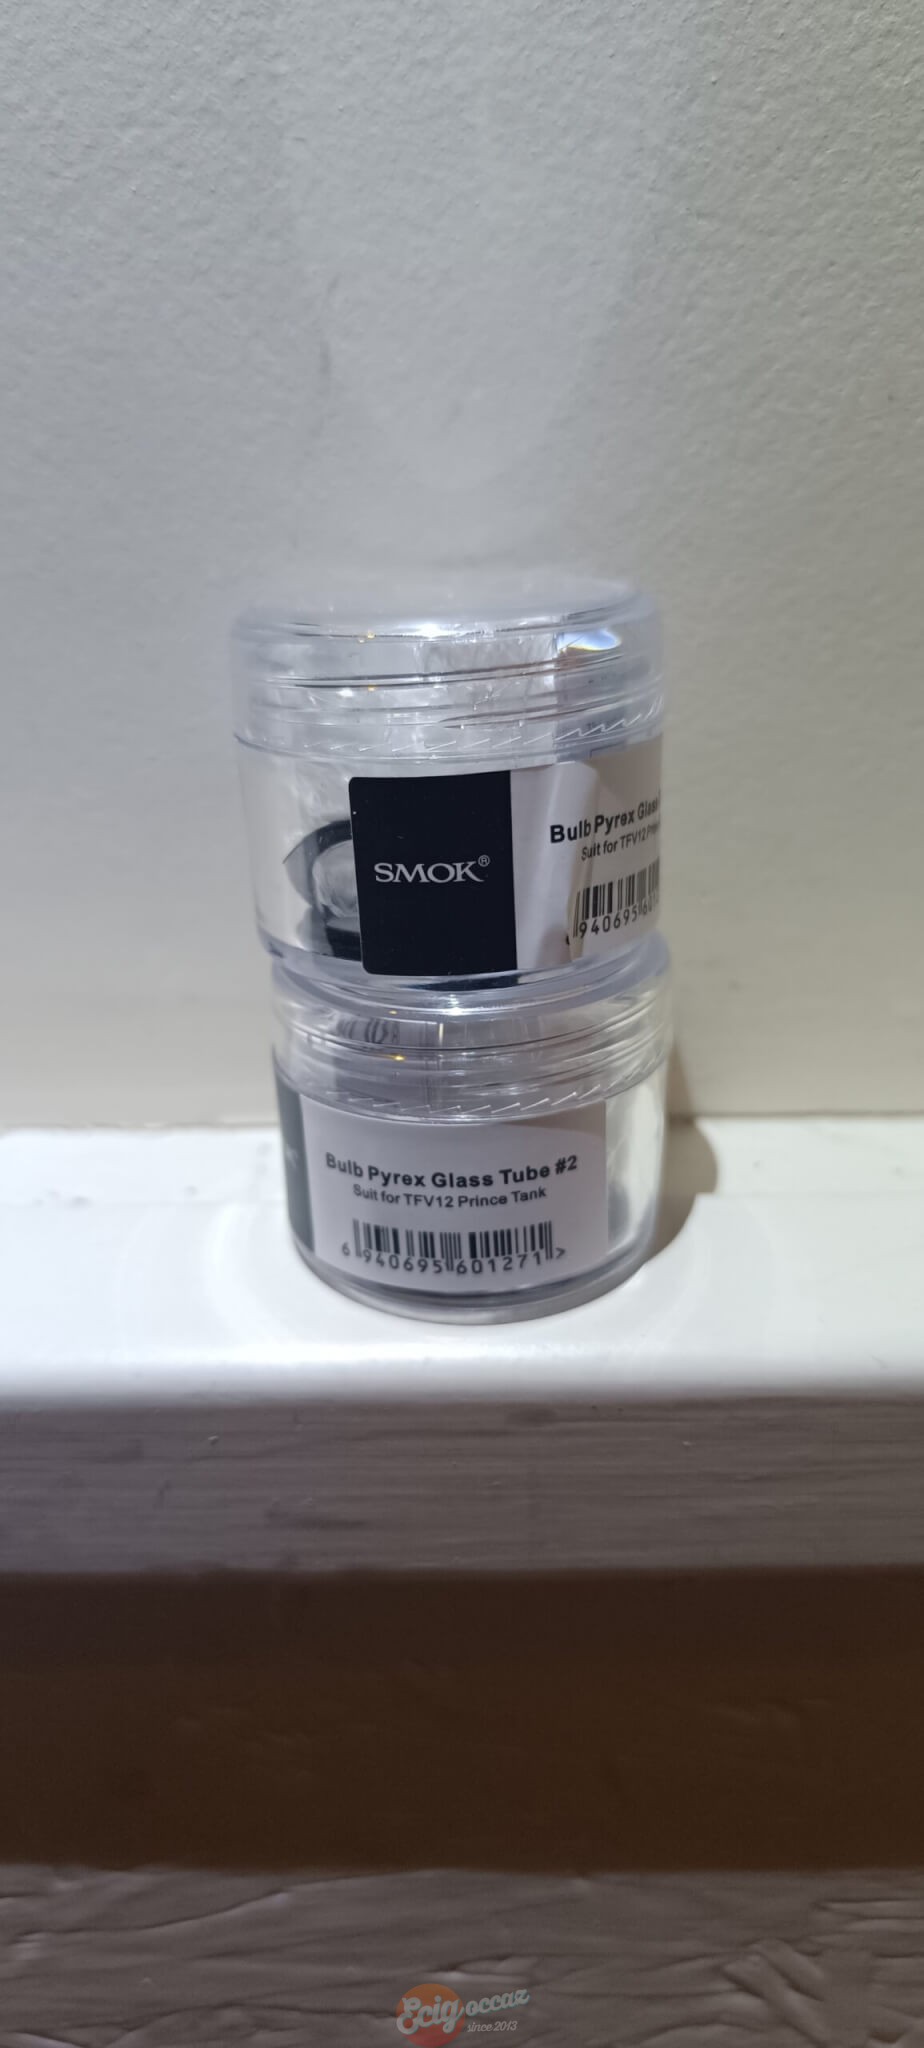 SMOK®
Bulb Pyrex Glass
Suit for TFV12
940695
Bulb Pyrex Glass Tube #2
Suit for TFV12 Prince Tank
6 940695 601271 >
Ecig occaz
since 2013